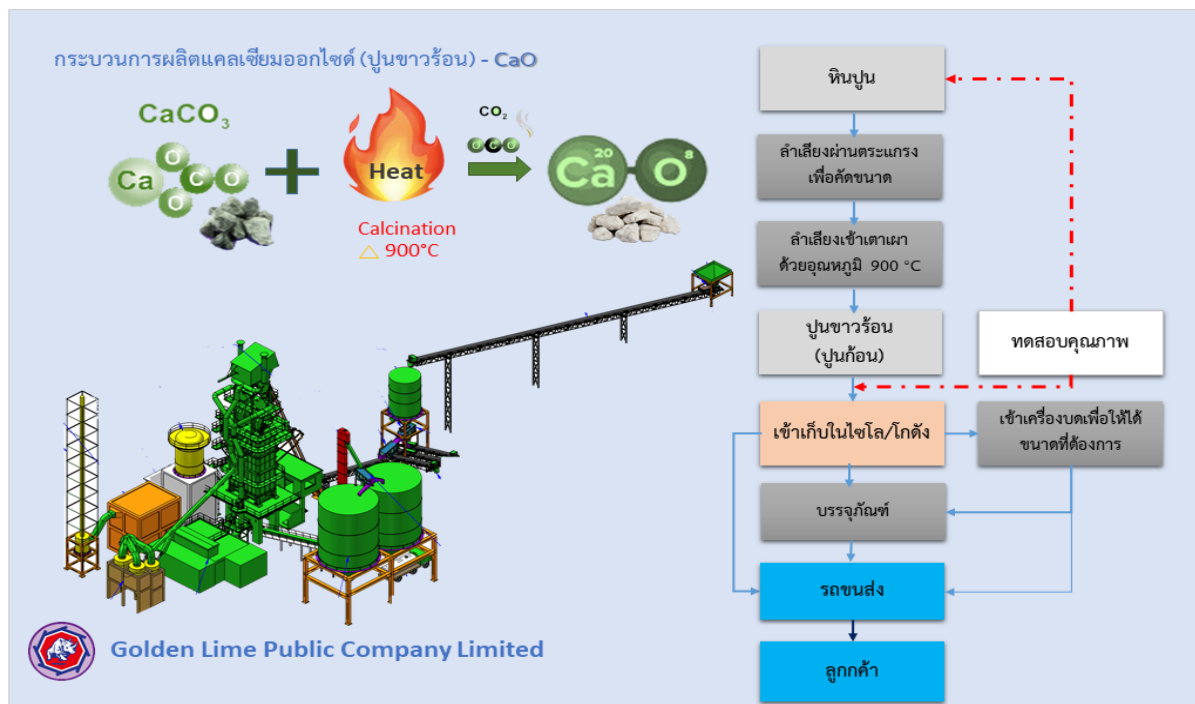 กระบวนการผลิตแคลเซียมออกไซด์ (ปูนขาวร้อน) - CaO
CaCO3
Ca
O
C
O
O
Heat
Calcination
△ 900°C
CO2
O C O
20
Ca
O
8
หินปูน
ลำเลียงผ่านตระแกรง
เพื่อคัดขนาด
ลำเลียงเข้าเตาเผา
ด้วยอุณหภูมิ 900 °C
ปูนขาวร้อน
(ปูนก้อน)
ทดสอบคุณภาพ
เข้าเก็บในไซโล/โกดัง
เข้าเครื่องบดเพื่อให้ได้
ขนาดที่ต้องการ
บรรจุภัณฑ์
รถขนส่ง
ลูกกค้า
Golden Lime Public Company Limited